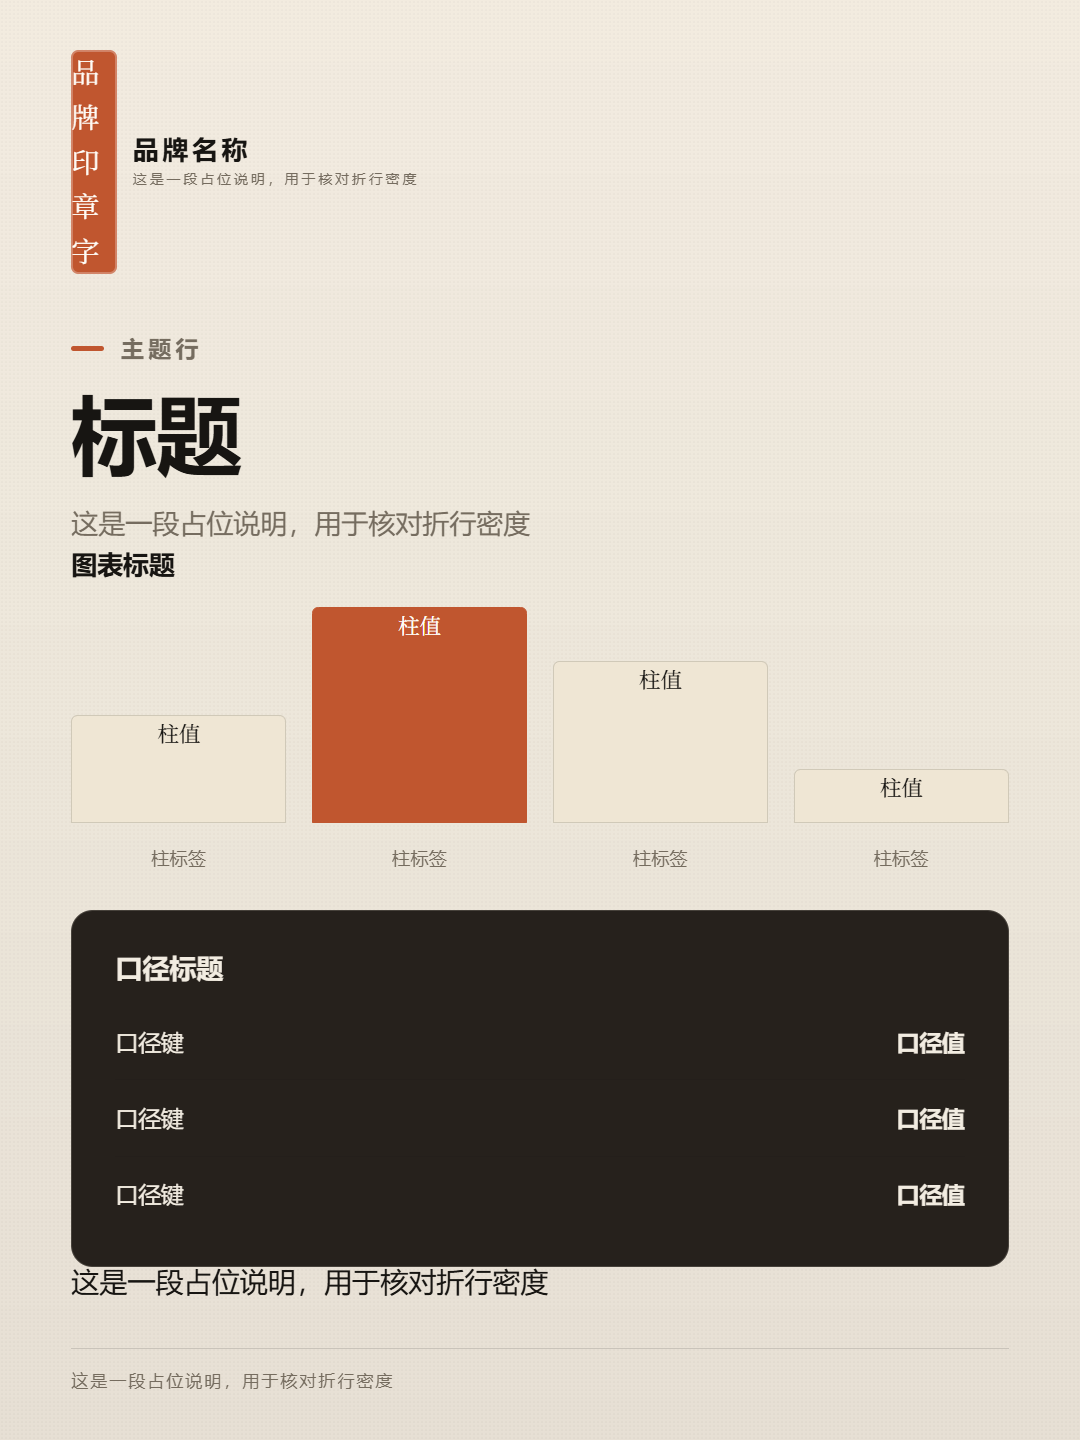 品牌印章字
品牌名称
这是一段占位说明，用于核对折行密度
主题行
标题
这是一段占位说明，用于核对折行密度
图表标题
柱值
柱值
柱值
柱值
柱标签
柱标签
柱标签
柱标签
口径标题
口径键
口径值
口径键
口径值
口径键
口径值
这是一段占位说明，用于核对折行密度
这是一段占位说明，用于核对折行密度